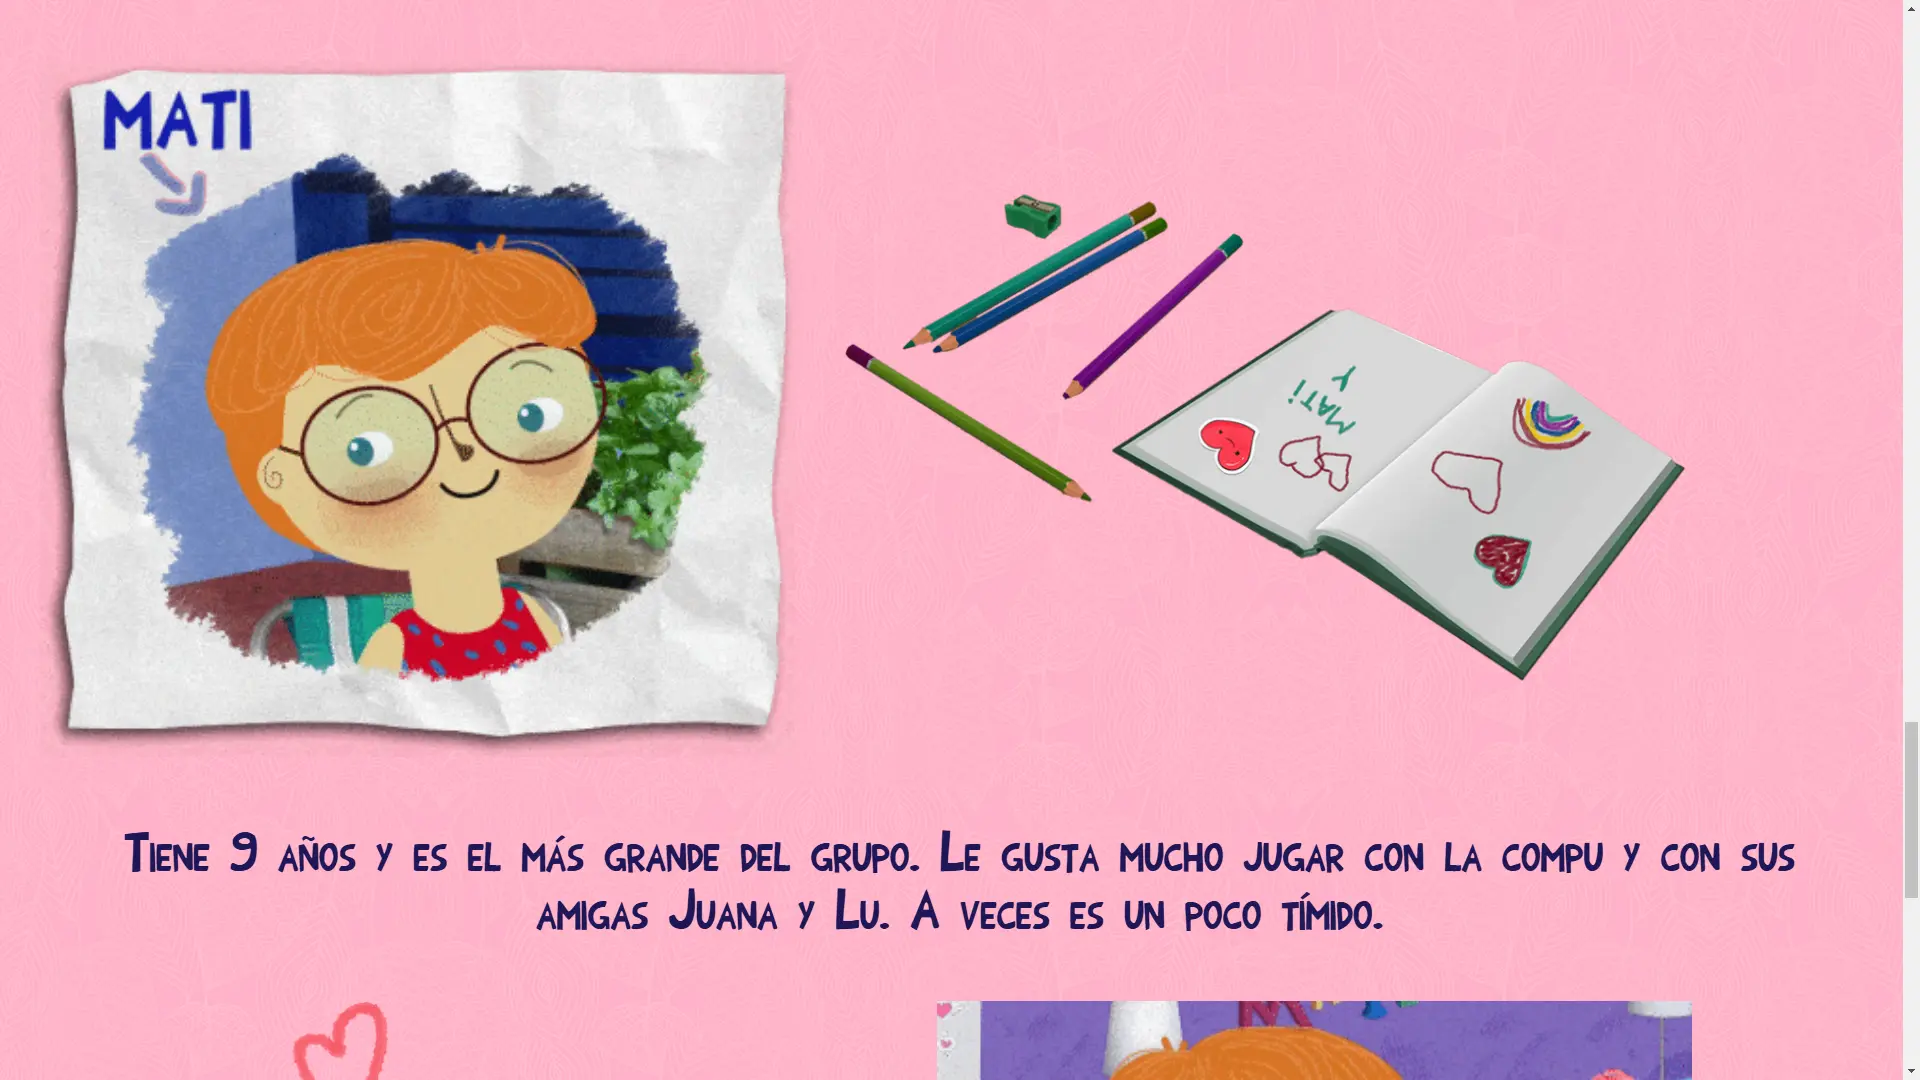 MATI
MATI
Y
Tiene 9 años y es el más grande del grupo. Le gusta mucho jugar con la compu y con sus
amigas Juana y Lu. A veces es un poco tímido.